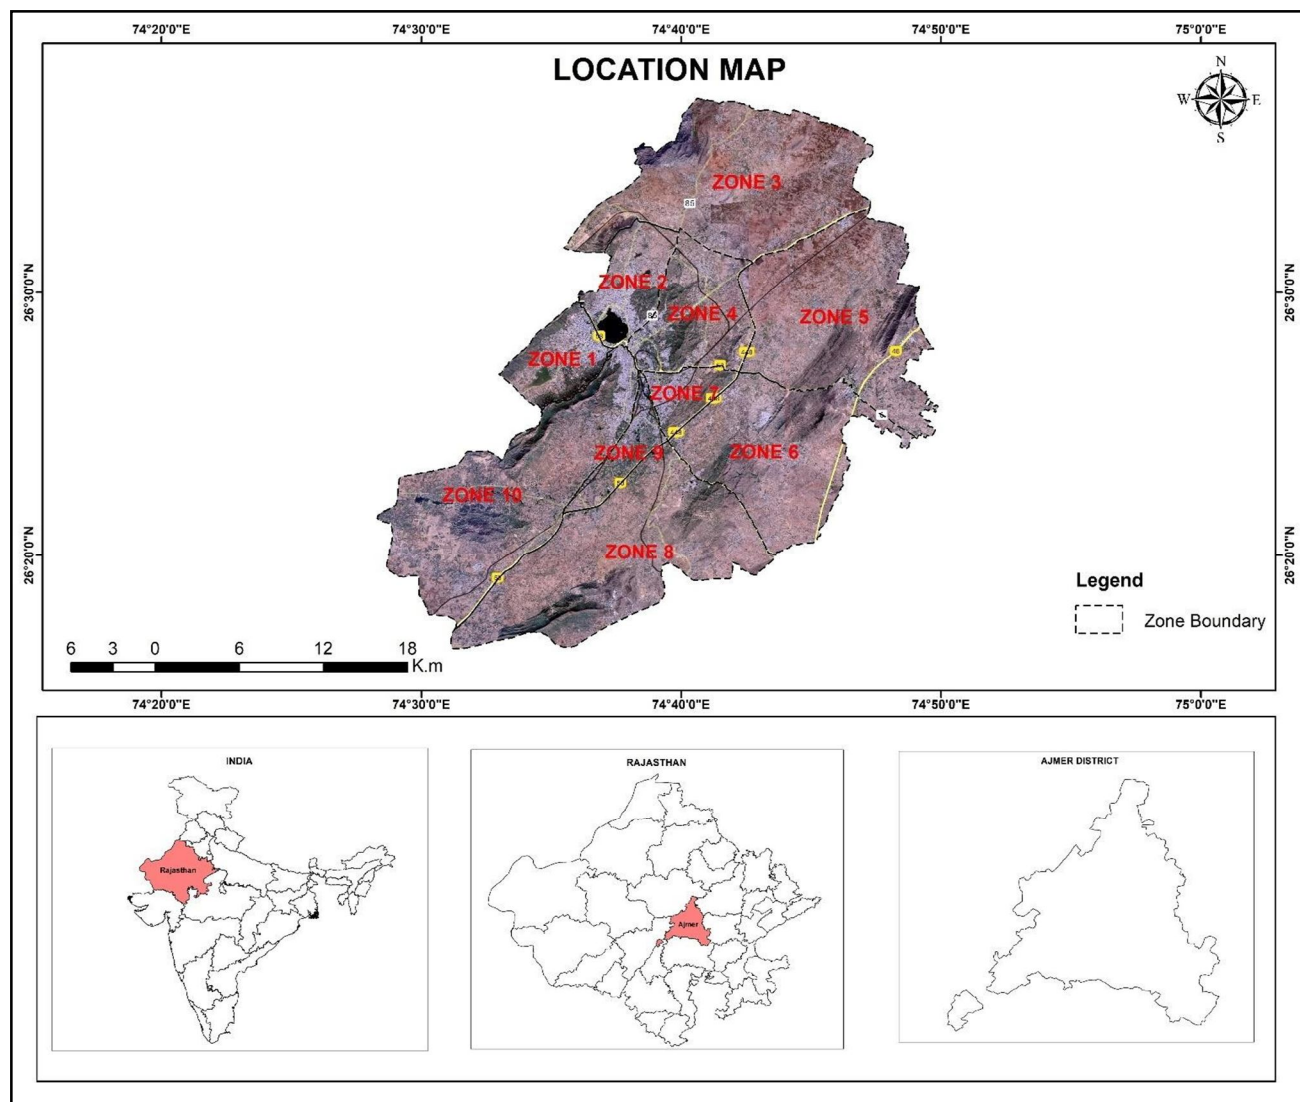 74°20'0"E 74°30'0"E 74°40'0"E 74°50'0"E 75°0'0"E
LOCATION MAP
N
W E
S
ZONE 3
85
26°30'0"N
26°30'0"N
ZONE 2
ZONE 4
ZONE 5
ZONE 1
48
ZONE 7
ZONE 9
ZONE 6
ZONE 10
26°20'0"N
26°20'0"N
ZONE 8
Legend
Zone Boundary
6 3 0 6 12 18
K.m
74°20'0"E 74°30'0"E 74°40'0"E 74°50'0"E 75°0'0"E
INDIA
Rajasthan
RAJASTHAN
Ajmer
AJMER DISTRICT